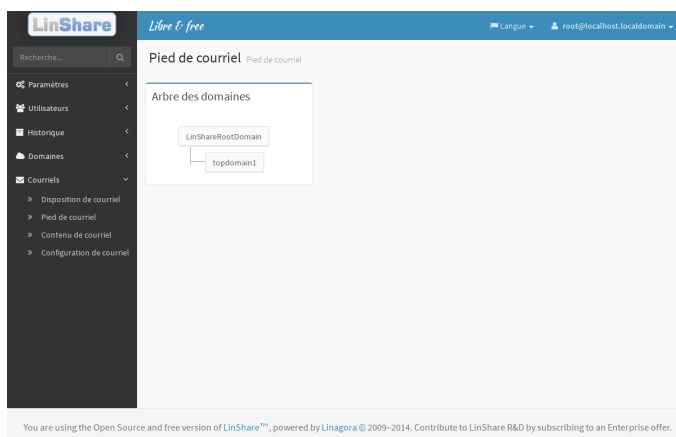 LinShare
Libre & free
Langue
root@localhost.localdomain
Recherche...
Pied de courriel Pied de courriel
Paramètres
Utilisateurs
Historique
Domaines
Courriels
» Disposition de courriel
» Pied de courriel
» Contenu de courriel
» Configuration de courriel
Arbre des domaines
LinShareRootDomain
topdomain1
You are using the Open Source and free version of LinShare™, powered by Linagora © 2009–2014. Contribute to LinShare R&D by subscribing to an Enterprise offer.